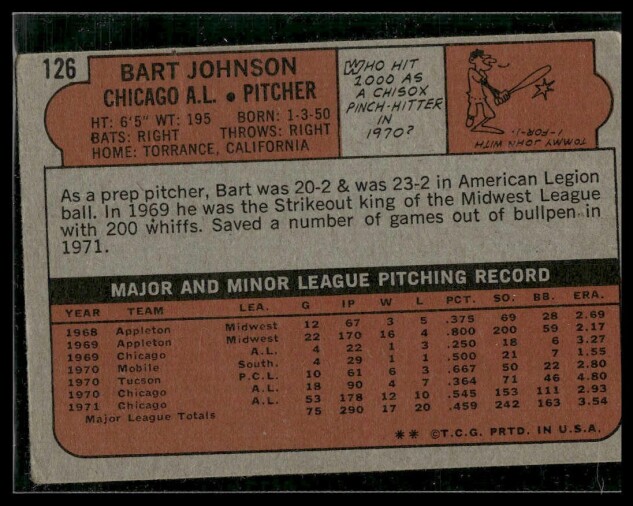 126
BART JOHNSON
CHICAGO A.L. • PITCHER
HT: 6'5" WT: 195 BORN: 1-3-50
BATS: RIGHT THROWS: RIGHT
HOME: TORRANCE, CALIFORNIA
WHO HIT
1000 AS
A CHISOX
PINCH-HITTER
IN
1970?
TOMMY JOHN WITH
1-FOR-1.
As a prep pitcher, Bart was 20-2 & was 23-2 in American Legion
ball. In 1969 he was the Strikeout king of the Midwest League
with 200 whiffs. Saved a number of games out of bullpen in
1971.
MAJOR AND MINOR LEAGUE PITCHING RECORD
YEAR TEAM LEA. G IP W L PCT. SO. BB. ERA.
1968 Appleton Midwest 12 67 3 5 .375 69 28 2.69
1969 Appleton Midwest 22 170 16 4 .800 200 59 2.17
1969 Chicago A.L. 4 22 1 3 .250 18 6 3.27
1970 Mobile South. 4 29 1 1 .500 21 7 1.55
1970 Tucson P.C.L. 10 61 6 3 .667 50 22 2.80
1970 Chicago A.L. 18 90 4 7 .364 71 46 4.80
1971 Chicago A.L. 53 178 12 10 .545 153 111 2.93
Major League Totals 75 290 17 20 .459 242 163 3.54
** ©T.C.G. PRTD. IN U.S.A.